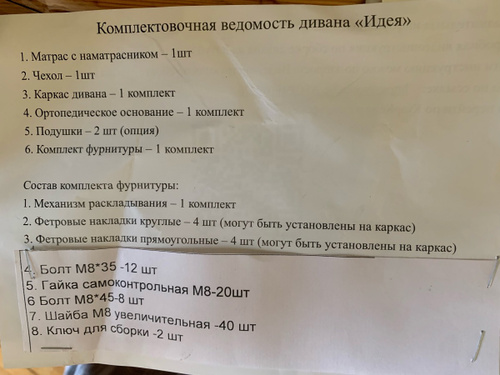 Комплектовочная ведомость дивана «Идея»
1. Матрас с наматрасником – 1шт
2. Чехол – 1шт
3. Каркас дивана – 1 комплект
4. Ортопедическое основание – 1 комплект
5. Подушки – 2 шт (опция)
6. Комплект фурнитуры – 1 комплект
Состав комплекта фурнитуры:
1. Механизм раскладывания – 1 комплект
2. Фетровые накладки круглые – 4 шт (могут быть установлены на каркас)
3. Фетровые накладки прямоугольные – 4 шт (могут быть установлены на каркас)
4. Болт М8*35 -12 шт
5. Гайка самоконтрольная М8-20шт
6 Болт М8*45-8 шт
7. Шайба М8 увеличительная -40 шт
8. Ключ для сборки -2 шт